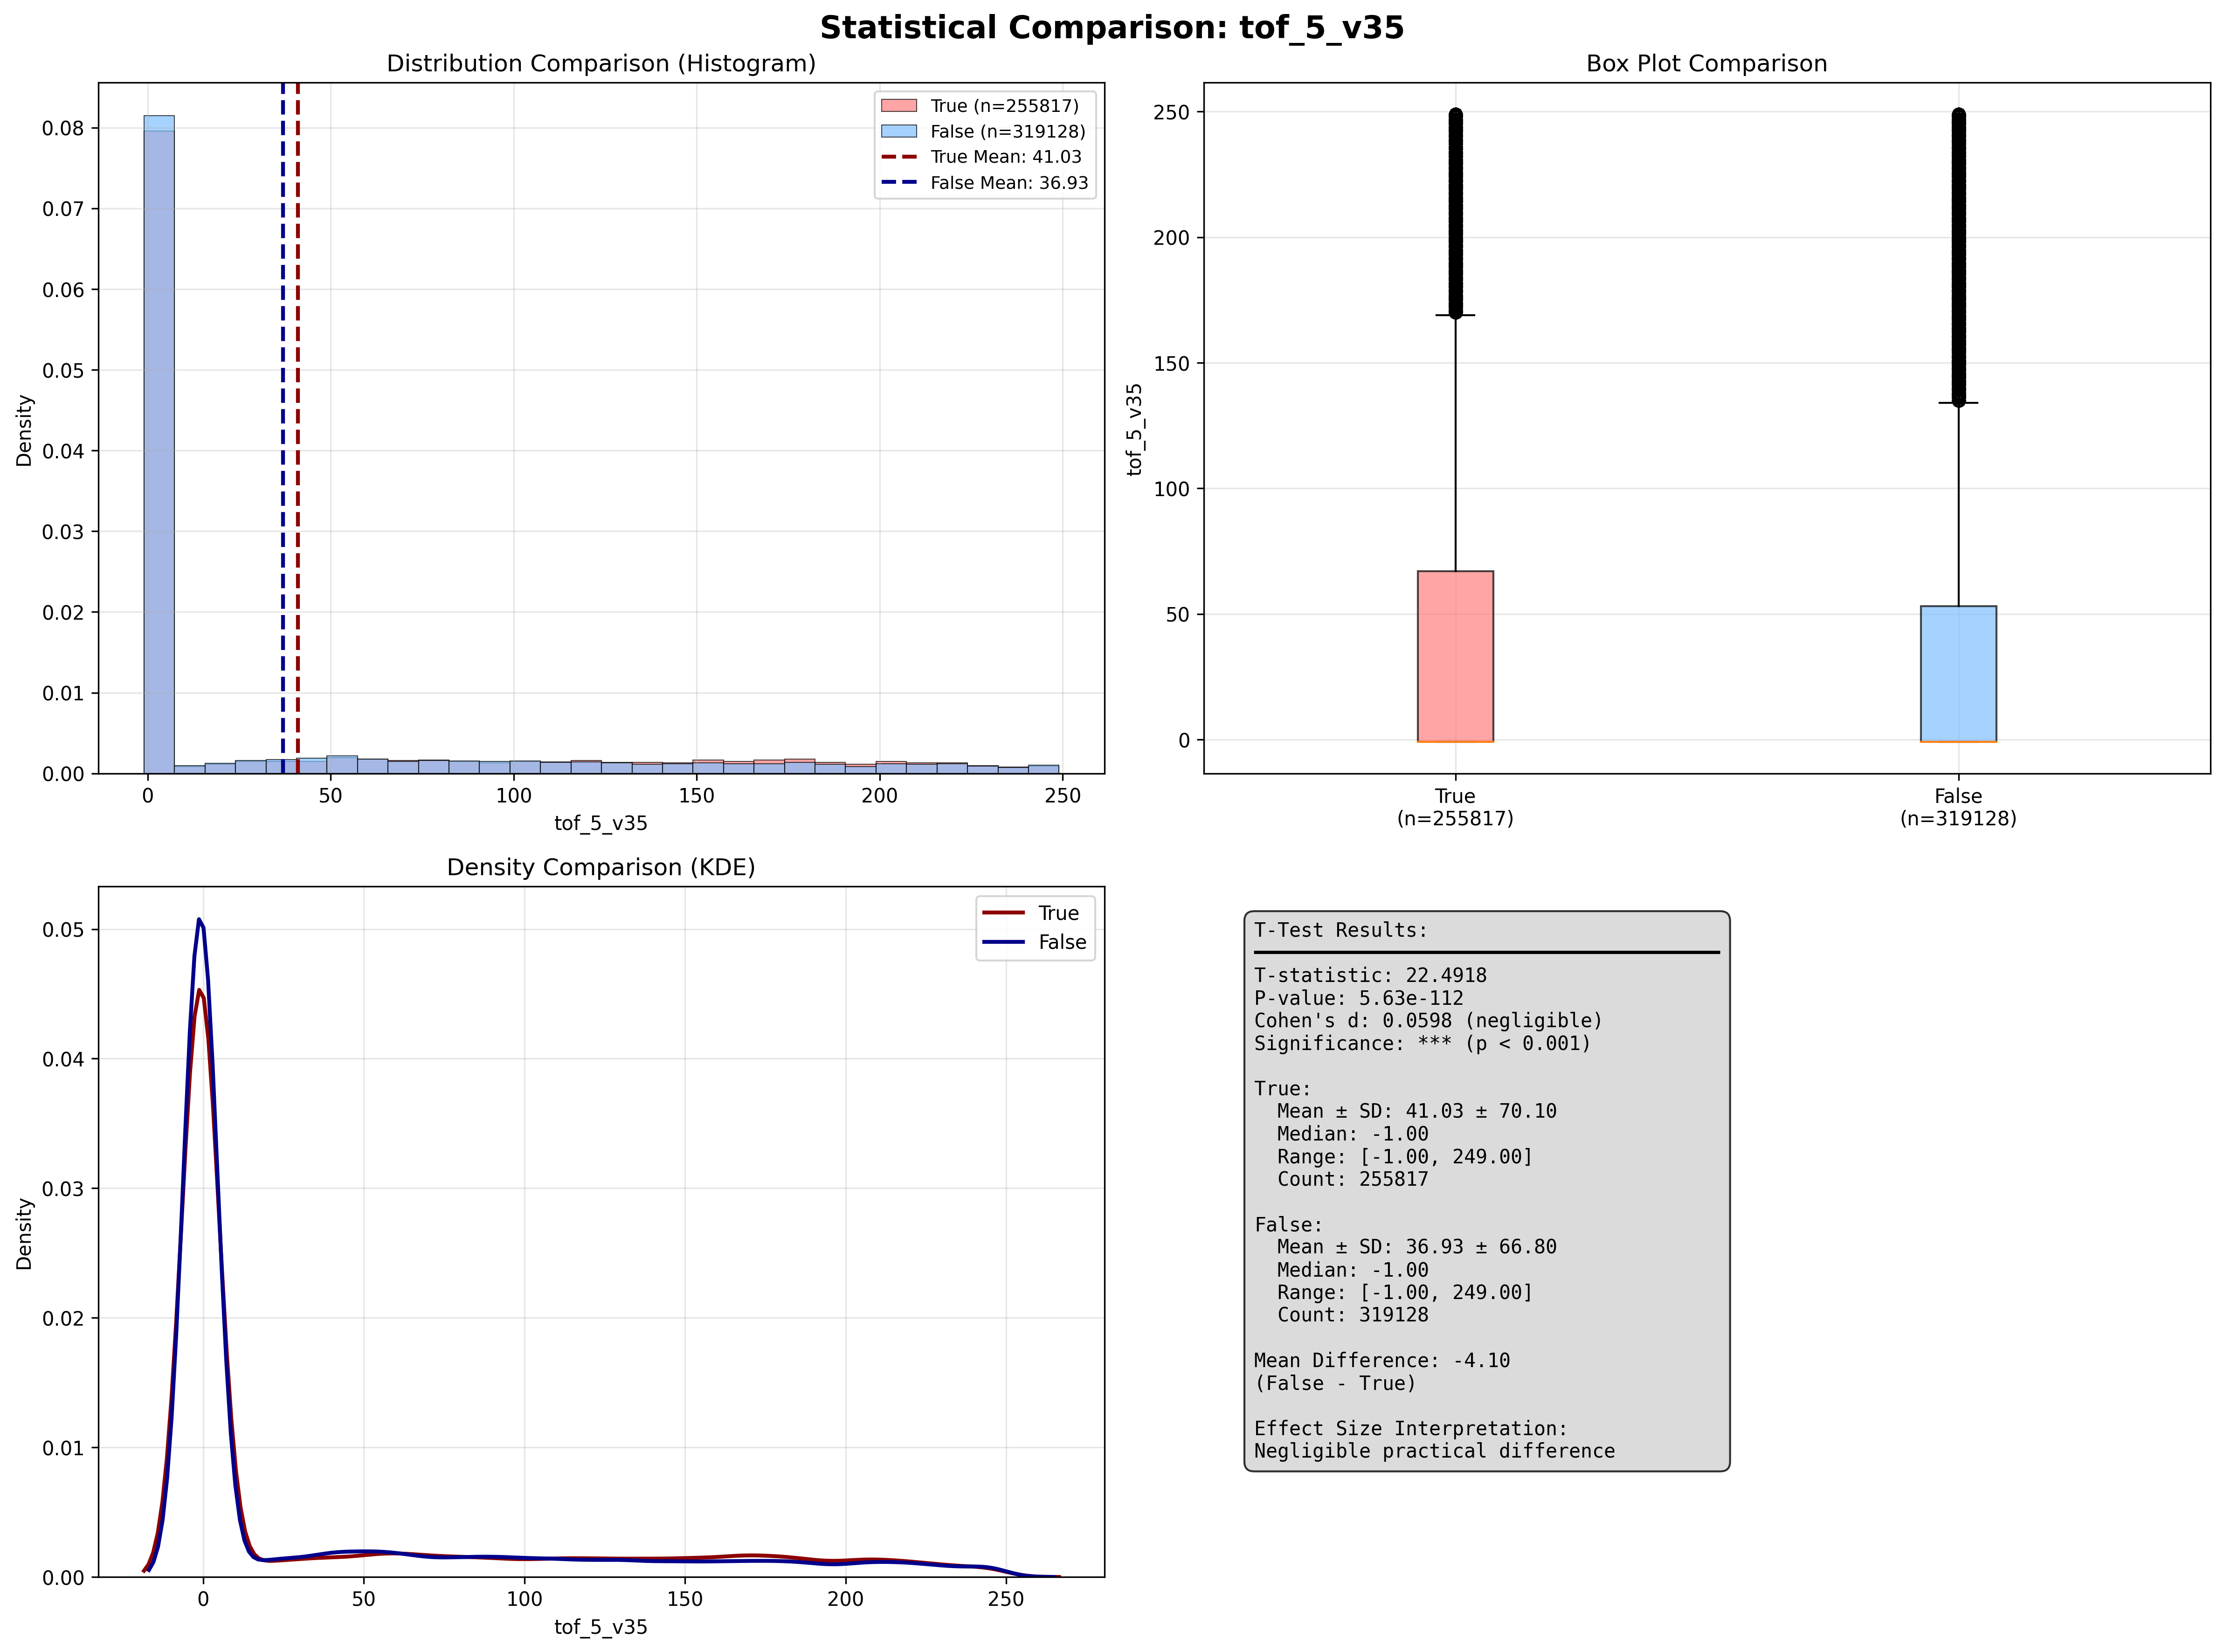 Statistical Comparison: tof_5_v35
Distribution Comparison (Histogram)
Density
0.08
0.07
0.06
0.05
0.04
0.03
0.02
0.01
0.00
0
50
100
150
200
250
tof_5_v35
True (n=255817)
False (n=319128)
True Mean: 41.03
False Mean: 36.93
Box Plot Comparison
tof_5_v35
250
200
150
100
50
0
True
(n=255817)
False
(n=319128)
Density Comparison (KDE)
Density
0.05
0.04
0.03
0.02
0.01
0.00
0
50
100
150
200
250
tof_5_v35
True
False
T-Test Results:
T-statistic: 22.4918
P-value: 5.63e-112
Cohen's d: 0.0598 (negligible)
Significance: *** (p < 0.001)
True:
Mean ± SD: 41.03 ± 70.10
Median: -1.00
Range: [-1.00, 249.00]
Count: 255817
False:
Mean ± SD: 36.93 ± 66.80
Median: -1.00
Range: [-1.00, 249.00]
Count: 319128
Mean Difference: -4.10
(False - True)
Effect Size Interpretation:
Negligible practical difference